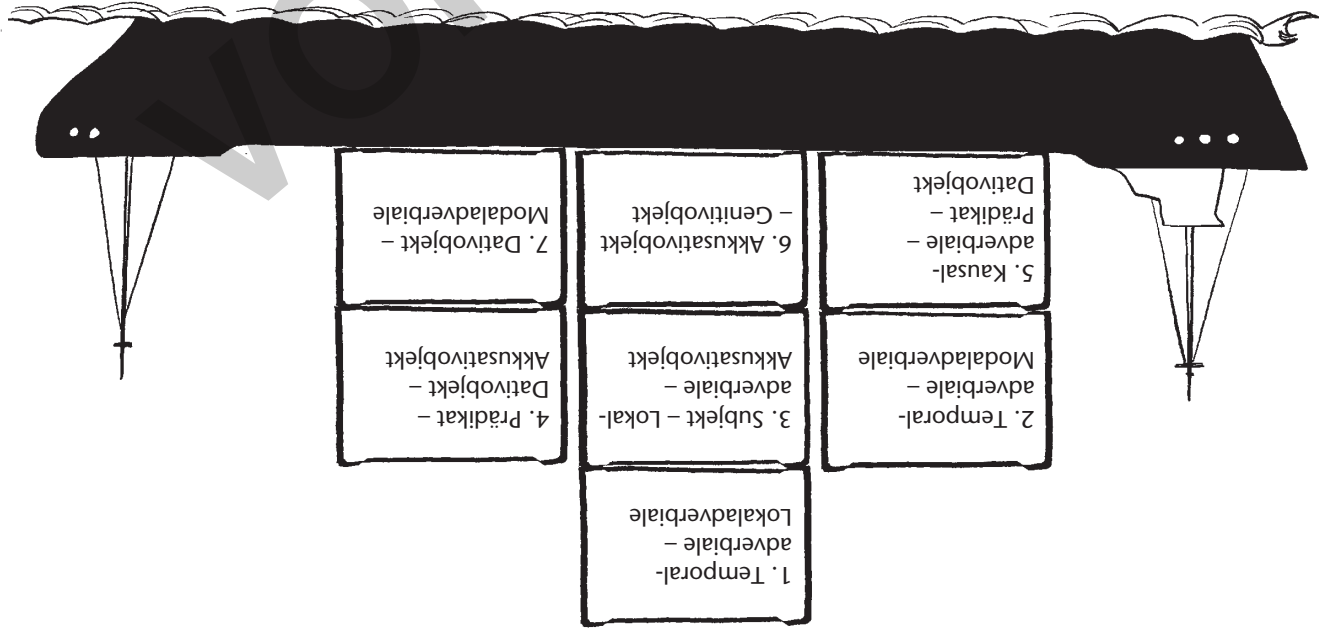 1. Temporal-
adverbiale –
Lokaladverbiale
2. Temporal-
adverbiale –
Modaladverbiale
3. Subjekt – Lokal-
adverbiale –
Akkusativobjekt
4. Prädikat –
Dativobjekt –
Akkusativobjekt
5. Kausal-
adverbiale –
Prädikat –
Dativobjekt
6. Akkusativobjekt
– Genitivobjekt
7. Dativobjekt –
Modaladverbiale